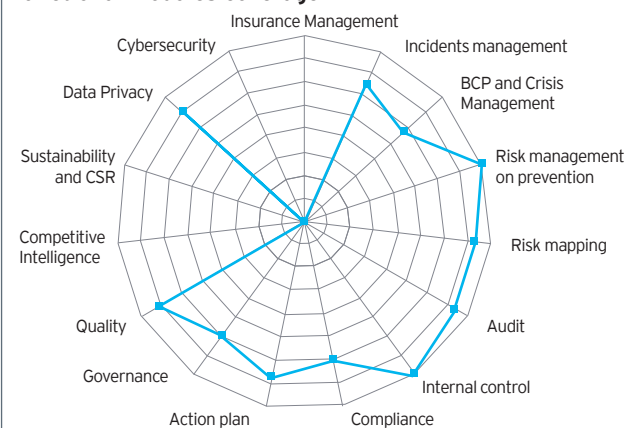 Insurance Management
Cybersecurity
Incidents management
Data Privacy
BCP and Crisis
Management
Sustainability
and CSR
Risk management
on prevention
Competitive
Intelligence
Risk mapping
Quality
Audit
Governance
Internal control
Action plan
Compliance